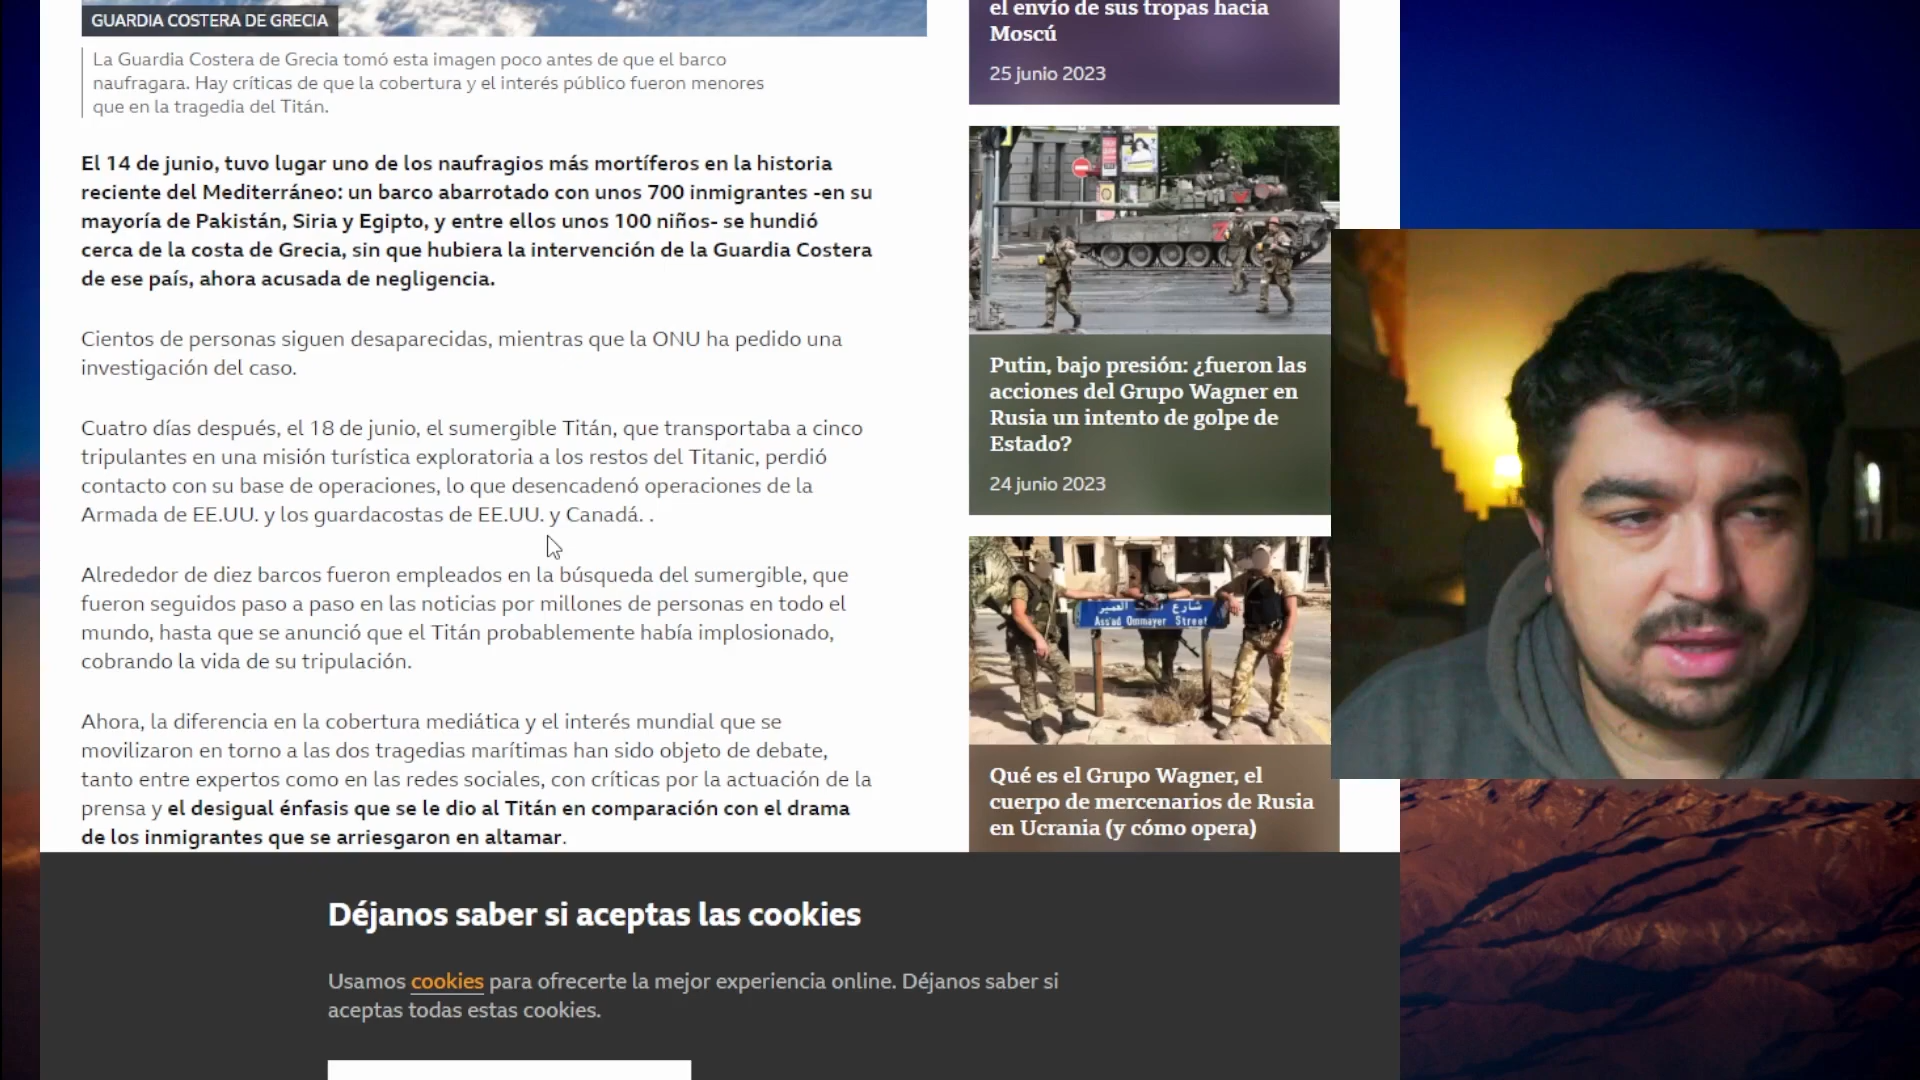 GUARDIA COSTERA DE GRECIA
La Guardia Costera de Grecia tomó esta imagen poco antes de que el barco
naufragara. Hay críticas de que la cobertura y el interés público fueron menores
que en la tragedia del Titán.
El 14 de junio, tuvo lugar uno de los naufragios más mortíferos en la historia
reciente del Mediterráneo: un barco abarrotado con unos 700 inmigrantes -en su
mayoría de Pakistán, Siria y Egipto, y entre ellos unos 100 niños- se hundió
cerca de la costa de Grecia, sin que hubiera la intervención de la Guardia Costera
de ese país, ahora acusada de negligencia.
Cientos de personas siguen desaparecidas, mientras que la ONU ha pedido una
investigación del caso.
Cuatro días después, el 18 de junio, el sumergible Titán, que transportaba a cinco
tripulantes en una misión turística exploratoria a los restos del Titanic, perdió
contacto con su base de operaciones, lo que desencadenó operaciones de la
Armada de EE.UU. y los guardacostas de EE.UU. y Canadá. .
Alrededor de diez barcos fueron empleados en la búsqueda del sumergible, que
fueron seguidos paso a paso en las noticias por millones de personas en todo el
mundo, hasta que se anunció que el Titán probablemente había implosionado,
cobrando la vida de su tripulación.
Ahora, la diferencia en la cobertura mediática y el interés mundial que se
movilizaron en torno a las dos tragedias marítimas han sido objeto de debate,
tanto entre expertos como en las redes sociales, con críticas por la actuación de la
prensa y el desigual énfasis que se le dio al Titán en comparación con el drama
de los inmigrantes que se arriesgaron en altamar.
el envío de sus tropas hacia
Moscú
25 junio 2023
Z
Putin, bajo presión: ¿fueron las
acciones del Grupo Wagner en
Rusia un intento de golpe de
Estado?
24 junio 2023
شارع
العمير
Ass'ad Ommayer Street
Qué es el Grupo Wagner, el
cuerpo de mercenarios de Rusia
en Ucrania (y cómo opera)
Déjanos saber si aceptas las cookies
Usamos cookies para ofrecerte la mejor experiencia online. Déjanos saber si
aceptas todas estas cookies.